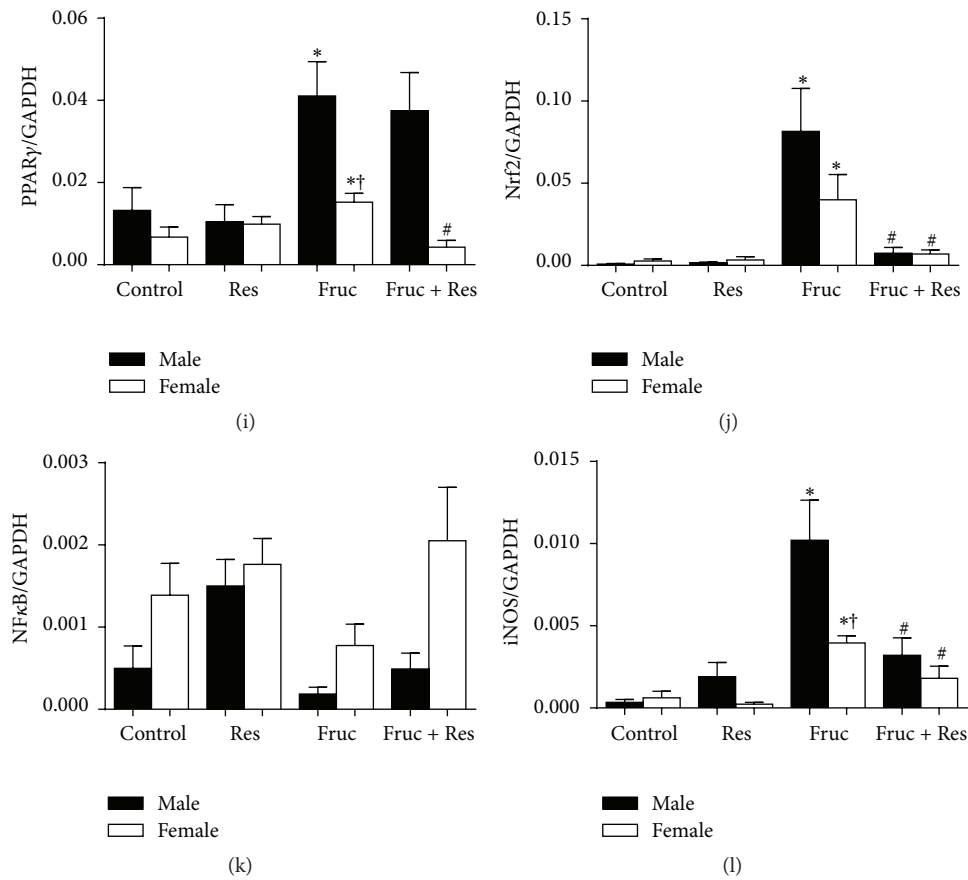 PPARγ/GAPDH
0.06
0.04
0.02
0.00
*
*†
#
Control Res Fruc Fruc + Res
Male
Female
(i)
Nrf2/GAPDH
0.15
0.10
0.05
0.00
*
*
# #
Control Res Fruc Fruc + Res
Male
Female
(j)
NFκB/GAPDH
0.003
0.002
0.001
0.000
Control Res Fruc Fruc + Res
Male
Female
(k)
iNOS/GAPDH
0.015
0.010
0.005
0.000
*
*†
#
#
Control Res Fruc Fruc + Res
Male
Female
(l)